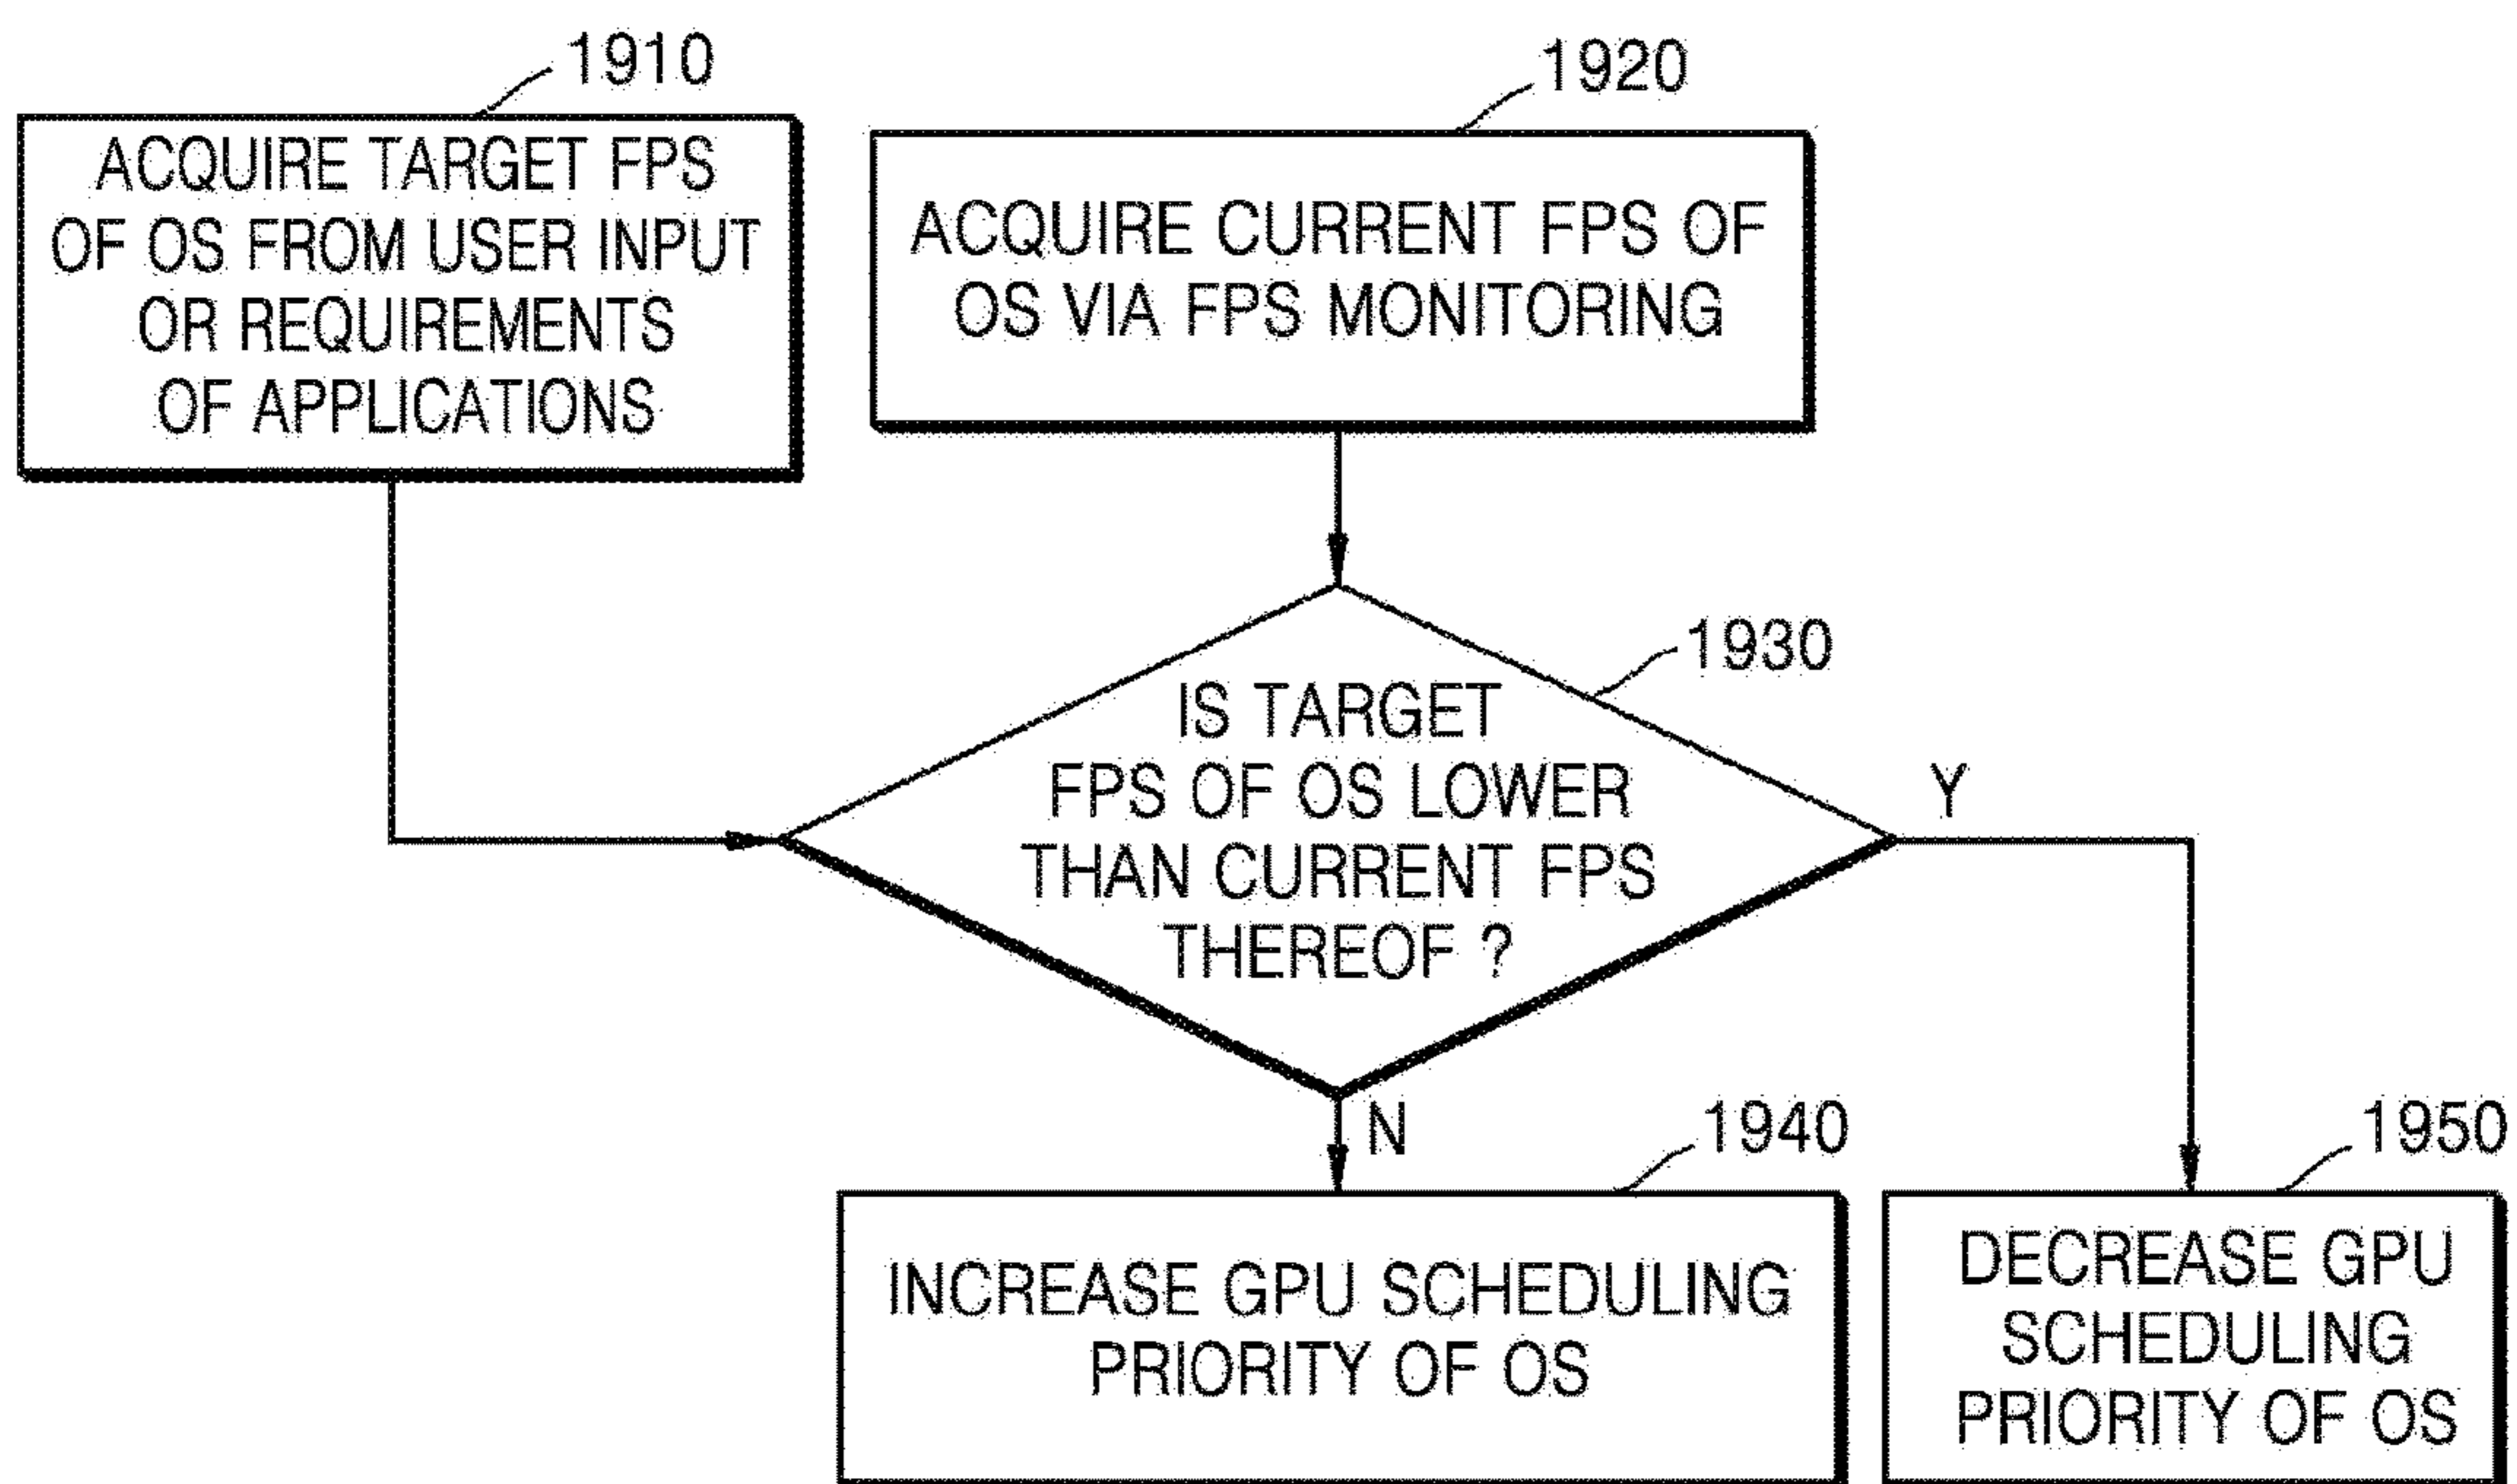 1910
ACQUIRE TARGET FPS
OF OS FROM USER INPUT
OR REQUIREMENTS
OF APPLICATIONS
1920
ACQUIRE CURRENT FPS OF
OS VIA FPS MONITORING
1930
IS TARGET
FPS OF OS LOWER
THAN CURRENT FPS
THEREOF ?
Y
N
1940
INCREASE GPU SCHEDULING
PRIORITY OF OS
1950
DECREASE GPU
SCHEDULING
PRIORITY OF OS